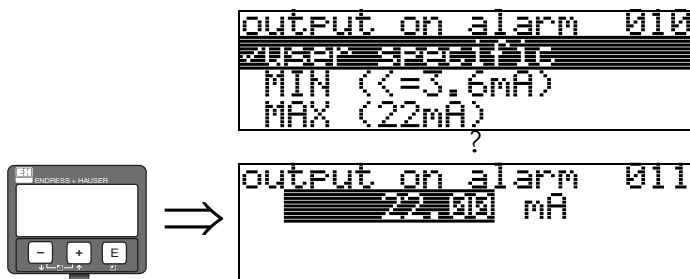 output on alarm 010
✓user specific
MIN (<=3.6mA)
MAX (22mA)
?
output on alarm 011
22.00 mA
EH
ENDRESS + HAUSER
– + E